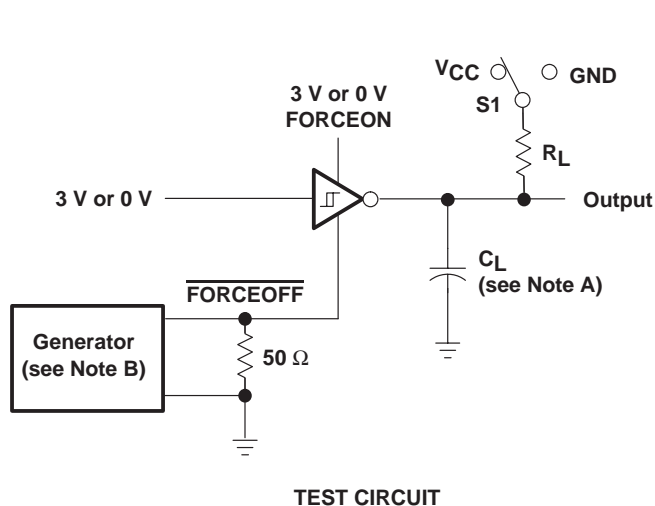 VCC
GND
S1
3 V or 0 V
FORCEON
RL
3 V or 0 V
Output
CL
(see Note A)
FORCEOFF
Generator
(see Note B)
50 Ω
TEST CIRCUIT